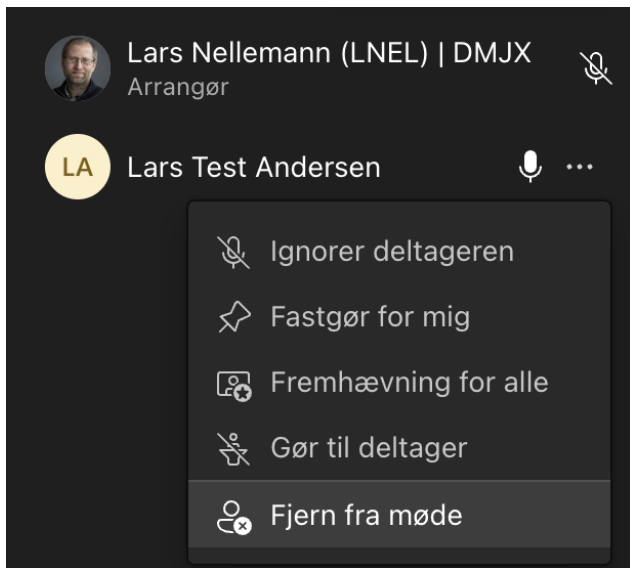 Lars Nellemann (LNEL) | DMJX
Arrangør
LA
Lars Test Andersen
Ignorer deltageren
Fastgør for mig
Fremhævning for alle
Gør til deltager
Fjern fra møde